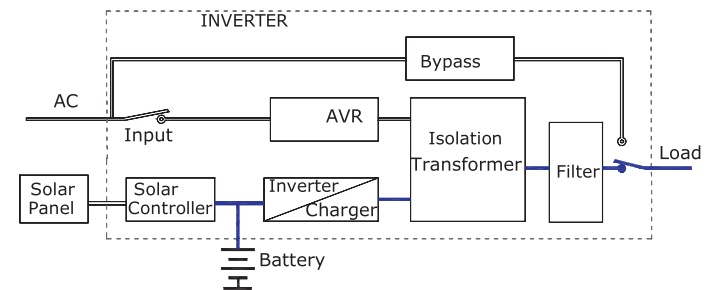 INVERTER
Bypass
AC
Input
AVR
Isolation
Transformer
Filter
Load
Solar
Panel
Solar
Controller
Inverter
Charger
Battery